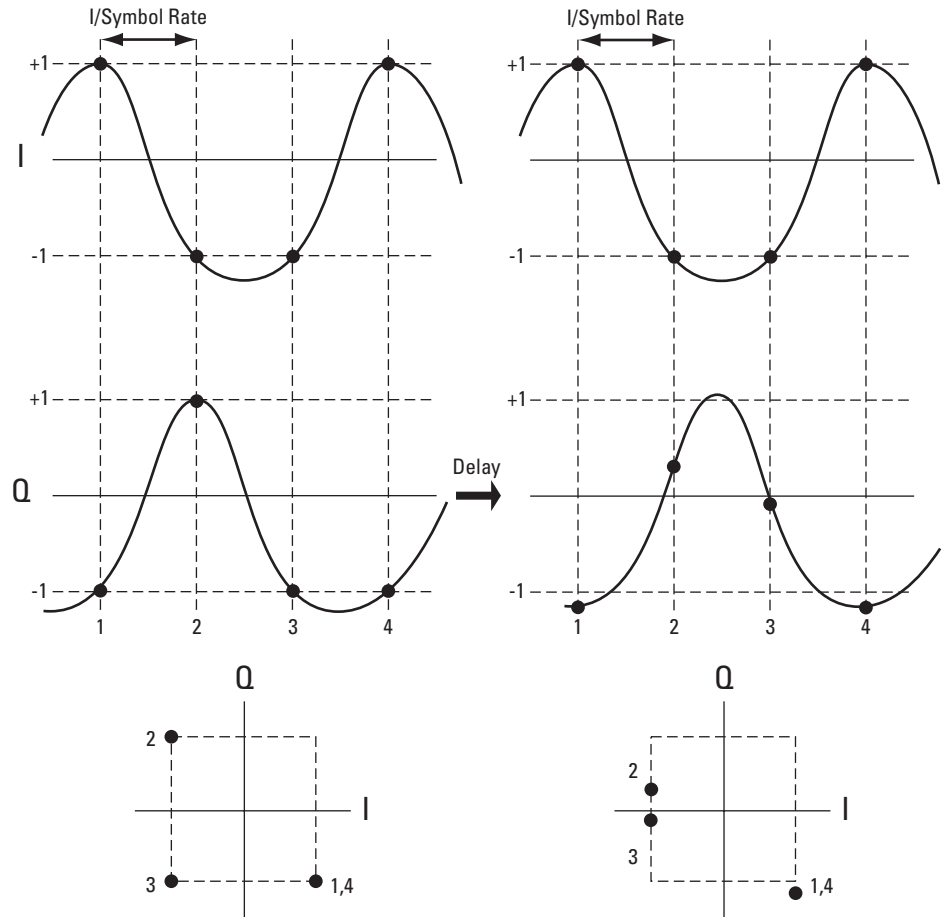 I/Symbol Rate
+1
I
-1
+1
Q
-1
1 2 3 4
I/Symbol Rate
+1
-1
Delay
+1
-1
1 2 3 4
Q
2
I
3
1,4
Q
2
I
3
1,4